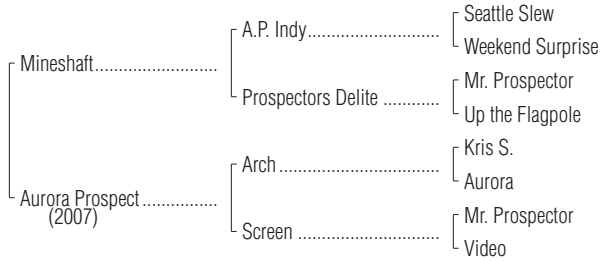 Seattle Slew
A.P. Indy
Weekend Surprise
Mineshaft
Mr. Prospector
Prospectors Delite
Up the Flagpole
Kris S.
Arch
Aurora
Aurora Prospect
(2007)
Mr. Prospector
Screen
Video